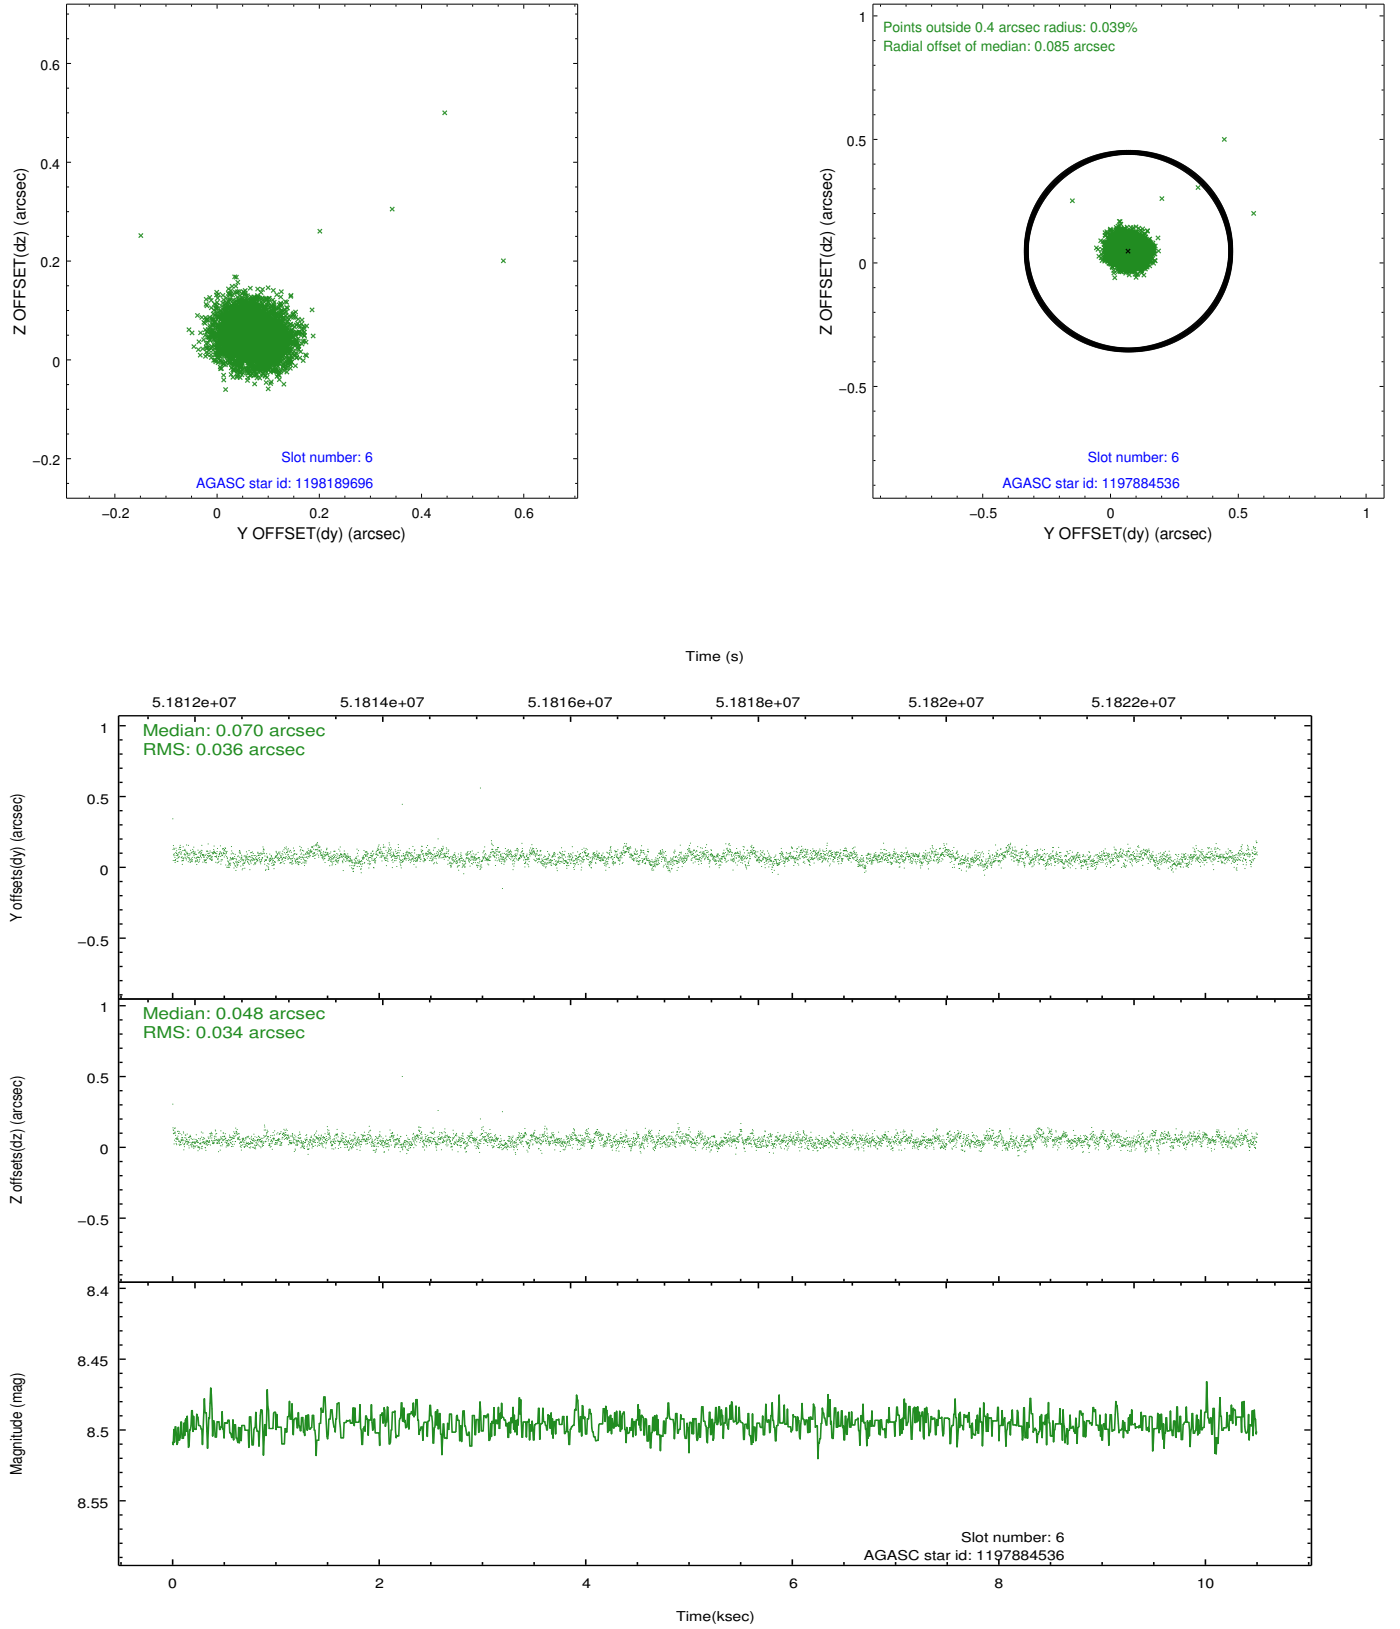 0.6
0.4
0.2
0
−0.2
Z OFFSET(dz) (arcsec)
Slot number: 6
AGASC star id: 1198189696
−0.2 0 0.2 0.4 0.6
Y OFFSET(dy) (arcsec)
Points outside 0.4 arcsec radius: 0.039%
Radial offset of median: 0.085 arcsec
1
0.5
0
−0.5
Z OFFSET(dz) (arcsec)
Slot number: 6
AGASC star id: 1197884536
−0.5 0 0.5 1
Y OFFSET(dy) (arcsec)
Time (s)
5.1812e+07 5.1814e+07 5.1816e+07 5.1818e+07 5.182e+07 5.1822e+07
Median: 0.070 arcsec
RMS: 0.036 arcsec
1
0.5
0
−0.5
Y offsets(dy) (arcsec)
Median: 0.048 arcsec
RMS: 0.034 arcsec
1
0.5
0
−0.5
Z offsets(dz) (arcsec)
8.4
8.45
8.5
8.55
Magnitude (mag)
Slot number: 6
AGASC star id: 1197884536
0 2 4 6 8 10
Time(ksec)